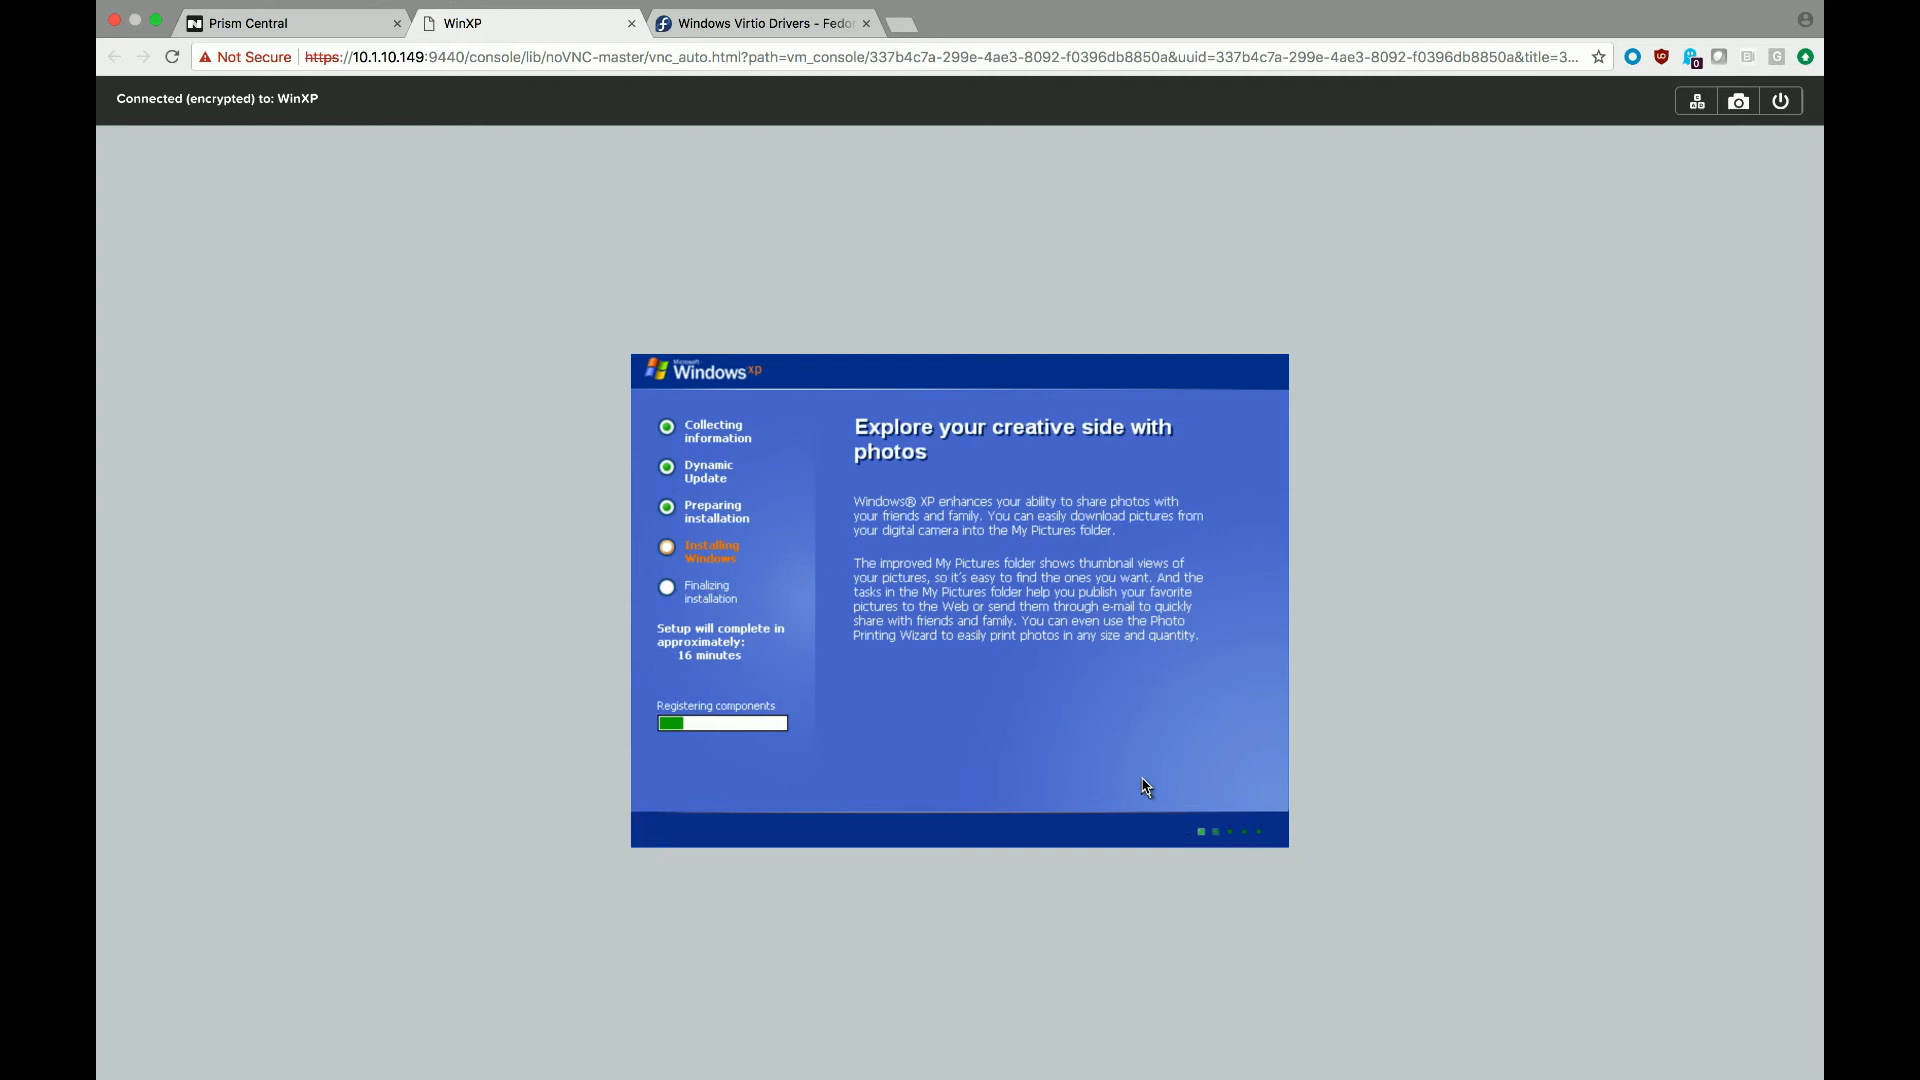 Prism Central
WinXP
Windows Virtio Drivers - Fedo
Not Secure
https://10.1.10.149:9440/console/lib/noVNC-master/vnc_auto.html?path=vm_console/337b4c7a-299e-4ae3-8092-f0396db8850a&uuid=337b4c7a-299e-4ae3-8092-f0396db8850a&title=3...
0
G
Connected (encrypted) to: WinXP
Microsoft
Windows xp
Collecting
information
Dynamic
Update
Preparing
installation
Installing
Windows
Finalizing
installation
Setup will complete in
approximately:
16 minutes
Registering components
Explore your creative side with
photos
Windows® XP enhances your ability to share photos with
your friends and family. You can easily download pictures from
your digital camera into the My Pictures folder.
The improved My Pictures folder shows thumbnail views of
your pictures, so it's easy to find the ones you want. And the
tasks in the My Pictures folder help you publish your favorite
pictures to the Web or send them through e-mail to quickly
share with friends and family. You can even use the Photo
Printing Wizard to easily print photos in any size and quantity.